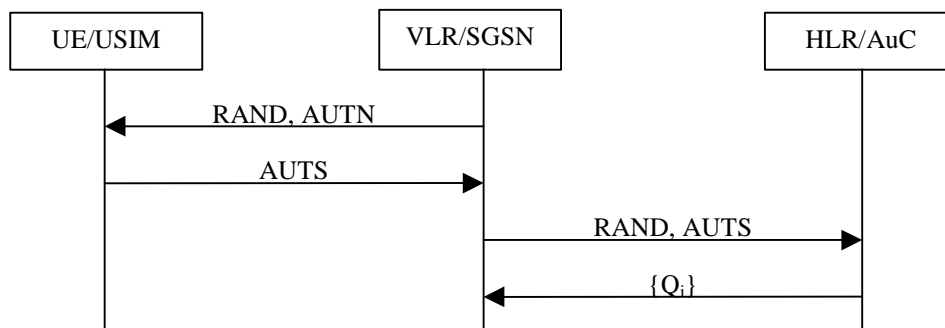 UE/USIM
VLR/SGSN
HLR/AuC
RAND, AUTN
AUTS
RAND, AUTS
{Qᵢ}